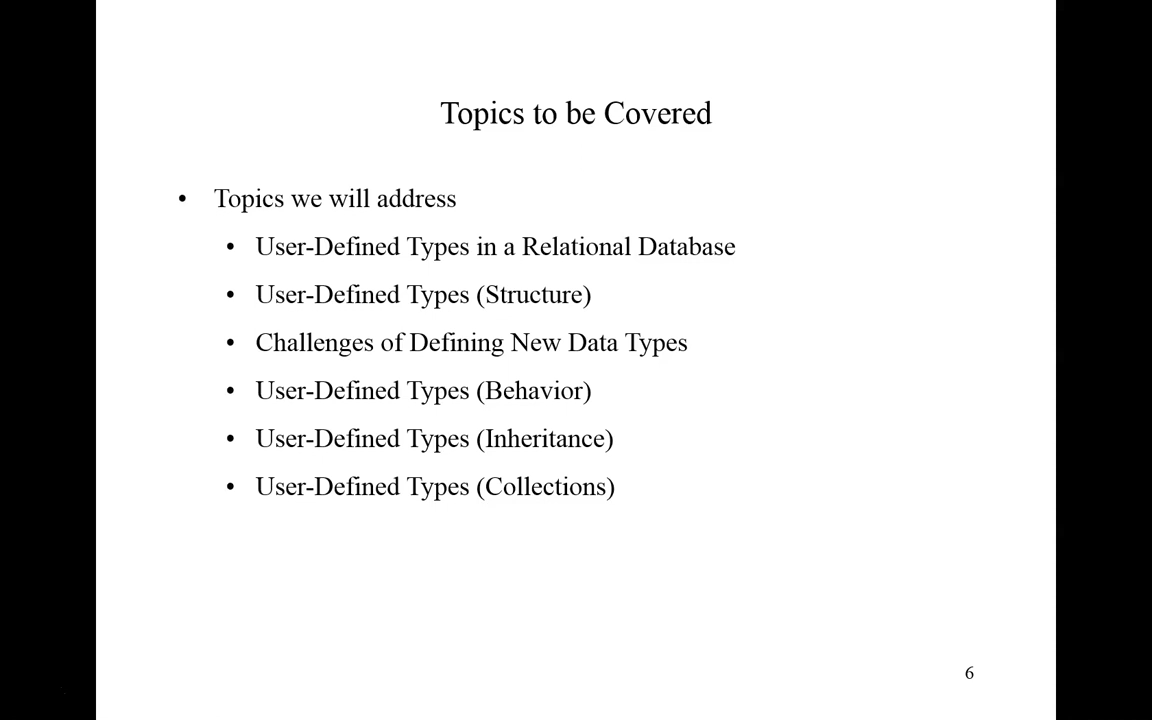 Topics to be Covered
• Topics we will address
• User-Defined Types in a Relational Database
• User-Defined Types (Structure)
• Challenges of Defining New Data Types
• User-Defined Types (Behavior)
• User-Defined Types (Inheritance)
• User-Defined Types (Collections)
6